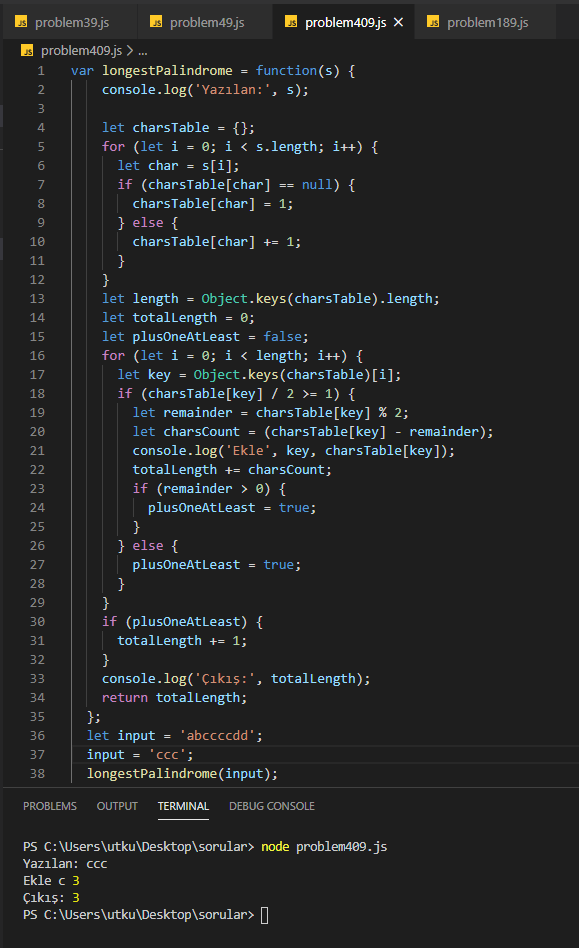 JS problem39.js JS problem49.js JS problem409.js × JS problem189.js
JS problem409.js > ...
1 var longestPalindrome = function(s) {
2 console.log('Yazılan:', s);
3
4 let charsTable = {};
5 for (let i = 0; i < s.length; i++) {
6 let char = s[i];
7 if (charsTable[char] == null) {
8 charsTable[char] = 1;
9 } else {
10 charsTable[char] += 1;
11 }
12 }
13 let length = Object.keys(charsTable).length;
14 let totalLength = 0;
15 let plusOneAtLeast = false;
16 for (let i = 0; i < length; i++) {
17 let key = Object.keys(charsTable)[i];
18 if (charsTable[key] / 2 >= 1) {
19 let remainder = charsTable[key] % 2;
20 let charsCount = (charsTable[key] - remainder);
21 console.log('Ekle', key, charsTable[key]);
22 totalLength += charsCount;
23 if (remainder > 0) {
24 plusOneAtLeast = true;
25 }
26 } else {
27 plusOneAtLeast = true;
28 }
29 }
30 if (plusOneAtLeast) {
31 totalLength += 1;
32 }
33 console.log('Çıkış:', totalLength);
34 return totalLength;
35 };
36 let input = 'abccccdd';
37 input = 'ccc';
38 longestPalindrome(input);
PROBLEMS OUTPUT TERMINAL DEBUG CONSOLE
PS C:\Users\utku\Desktop\sorular> node problem409.js
Yazılan: ccc
Ekle c 3
Çıkış: 3
PS C:\Users\utku\Desktop\sorular>